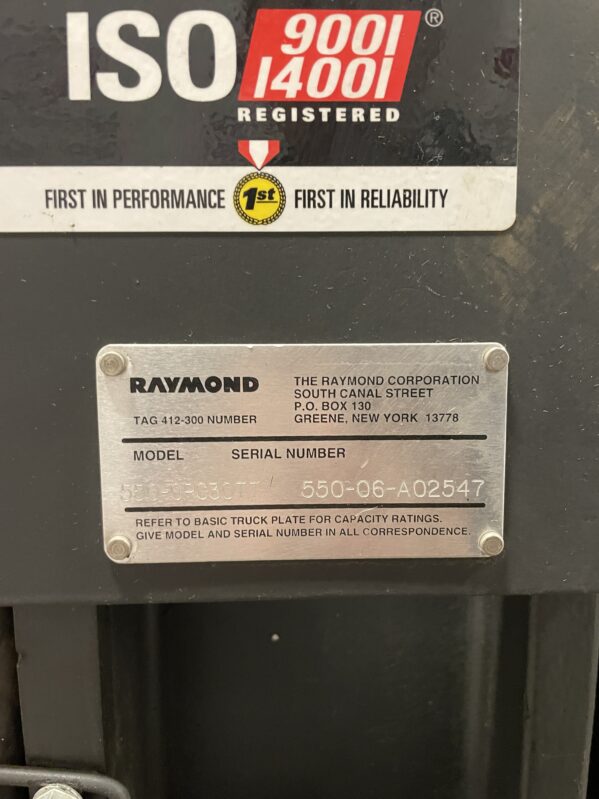 ISO 9001
14001 ®
REGISTERED
FIRST IN PERFORMANCE 1st FIRST IN RELIABILITY
RAYMOND
TAG 412-300 NUMBER
THE RAYMOND CORPORATION
SOUTH CANAL STREET
P.O. BOX 130
GREENE, NEW YORK 13778
MODEL SERIAL NUMBER
550-06-A02547
REFER TO BASIC TRUCK PLATE FOR CAPACITY RATINGS.
GIVE MODEL AND SERIAL NUMBER IN ALL CORRESPONDENCE.